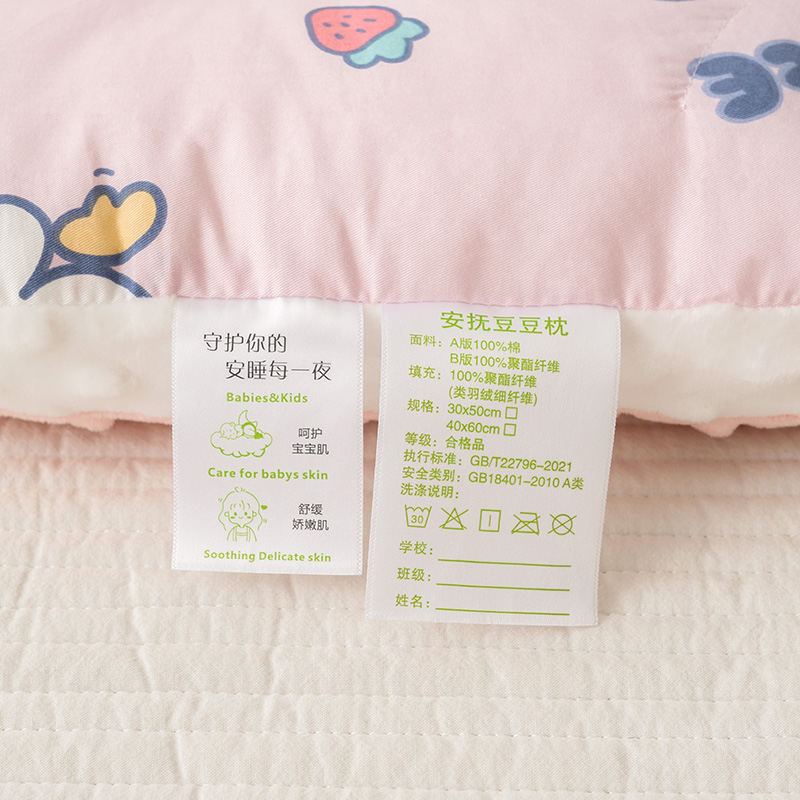 守护你的
安睡每一夜
Babies&Kids
呵护
宝宝肌
Care for babys skin
舒缓
娇嫩肌
Soothing Delicate skin
安抚豆豆枕
面料：A版100%棉
B版100%聚酯纤维
填充：100%聚酯纤维
(类羽绒细纤维)
规格：30x50cm□
40x60cm□
等级：合格品
执行标准：GB/T22796-2021
安全类别：GB18401-2010 A类
洗涤说明：
30
学校：
班级：
姓名：